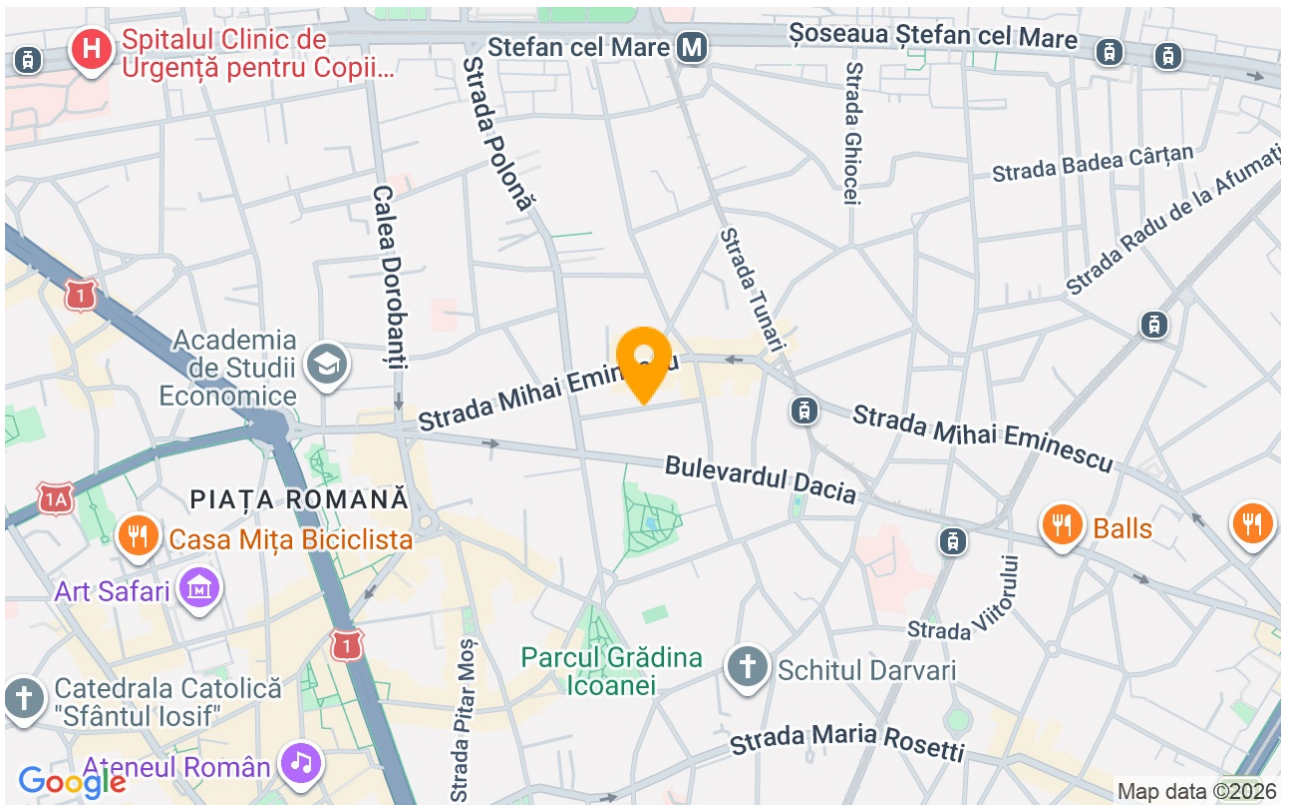 Spitalul Clinic de
Urgență pentru Copii...
H
Ștefan cel Mare
M
Șoseaua Ștefan cel Mare
Strada Polonă
Strada Ghiocei
Strada Badea Cârțan
Calea Dorobanți
Strada Tunari
Strada Radu de la Afumați
1
Academia
de Studii
Economice
Strada Mihai Eminescu
Strada Mihai Eminescu
Bulevardul Dacia
1A
PIAȚA ROMANĂ
Casa Mița Biciclista
Balls
Art Safari
M
Strada Viitorului
1
Strada Pitar Moș
Parcul Grădina
Icoanei
Schitul Darvari
Catedrala Catolică
"Sfântul Iosif"
Strada Maria Rosetti
Ateneul Român
Google
Map data ©2026